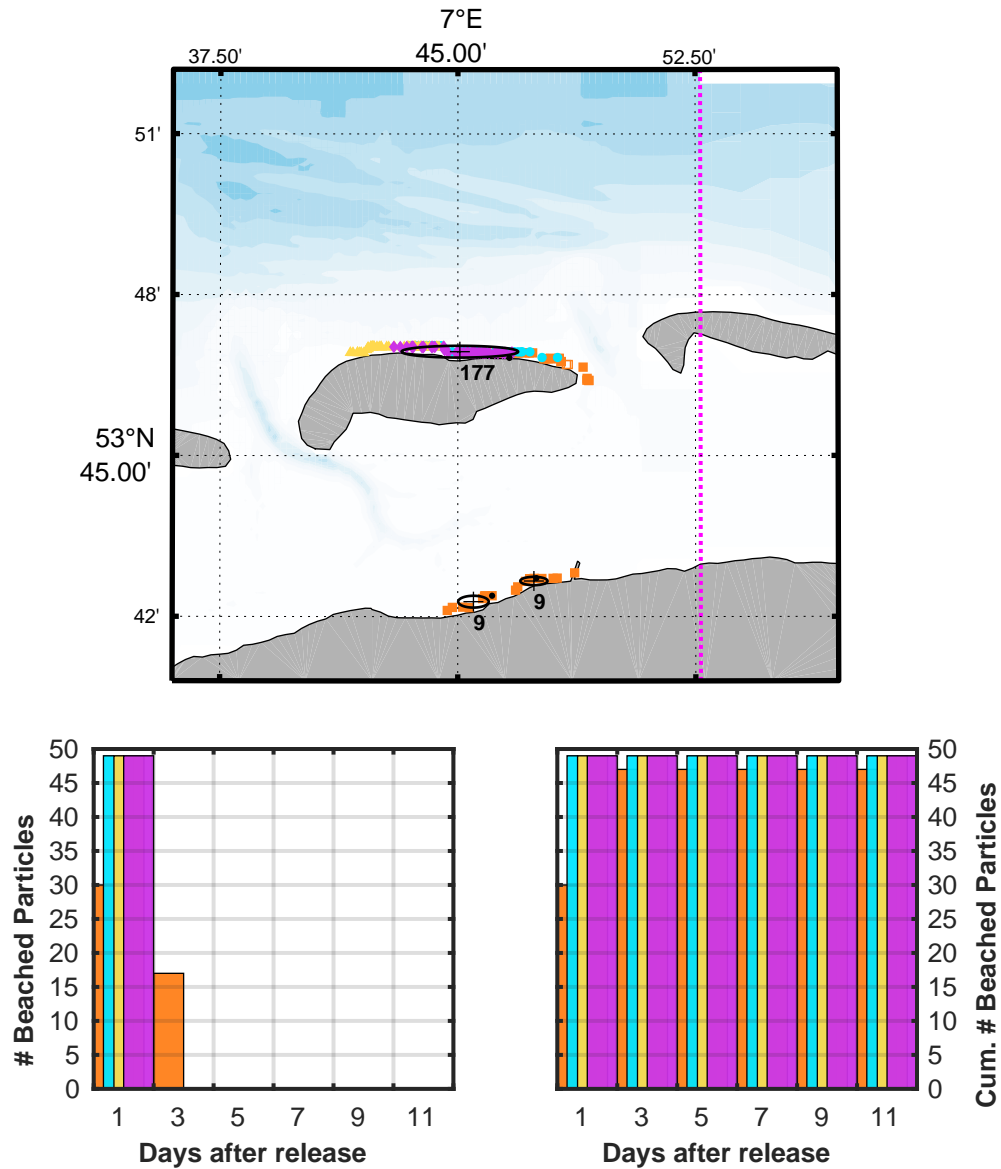 7°E
37.50' 45.00' 52.50'
51'
48'
177
53°N
45.00'
9
9
42'
50 50
45 45
40 40
35 35
30 30
25 25
20 20
15 15
10 10
5 5
0 0
# Beached Particles
Cum. # Beached Particles
1 3 5 7 9 11 1 3 5 7 9 11
Days after release Days after release